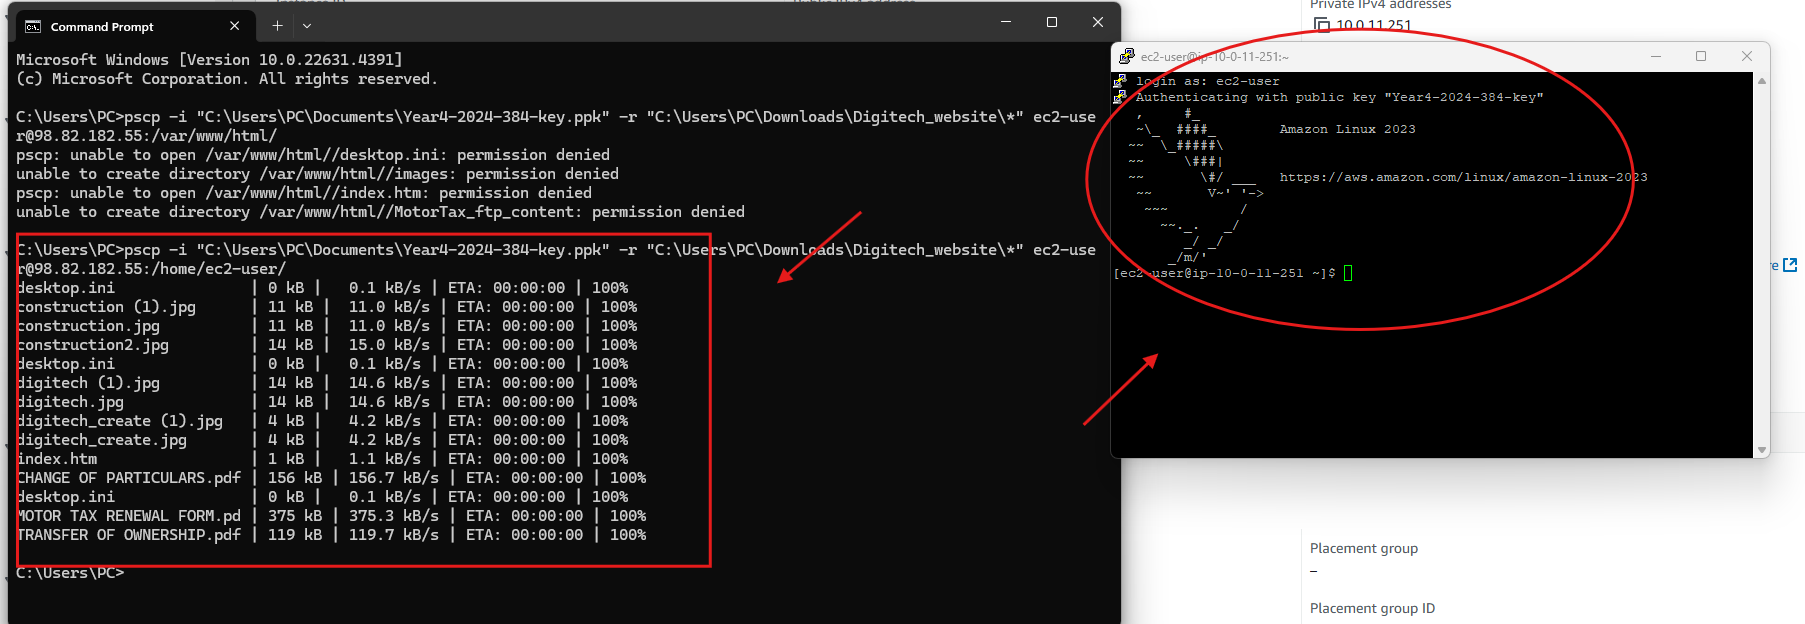 Private IPv4 addresses
10.0.11.251
Command Prompt
Microsoft Windows [Version 10.0.22631.4391]
(c) Microsoft Corporation. All rights reserved.
C:\Users\PC>pscp -i "C:\Users\PC\Documents\Year4-2024-384-key.ppk" -r "C:\Users\PC\Downloads\Digitech_website\*" ec2-use
r@98.82.182.55:/var/www/html/
pscp: unable to open /var/www/html//desktop.ini: permission denied
unable to create directory /var/www/html//images: permission denied
pscp: unable to open /var/www/html//index.htm: permission denied
unable to create directory /var/www/html//MotorTax_ftp_content: permission denied
C:\Users\PC>pscp -i "C:\Users\PC\Documents\Year4-2024-384-key.ppk" -r "C:\Users\PC\Downloads\Digitech_website\*" ec2-use
r@98.82.182.55:/home/ec2-user/
desktop.ini | 0 kB | 0.1 kB/s | ETA: 00:00:00 | 100%
construction (1).jpg | 11 kB | 11.0 kB/s | ETA: 00:00:00 | 100%
construction.jpg | 11 kB | 11.0 kB/s | ETA: 00:00:00 | 100%
construction2.jpg | 14 kB | 15.0 kB/s | ETA: 00:00:00 | 100%
desktop.ini | 0 kB | 0.1 kB/s | ETA: 00:00:00 | 100%
digitech (1).jpg | 14 kB | 14.6 kB/s | ETA: 00:00:00 | 100%
digitech.jpg | 14 kB | 14.6 kB/s | ETA: 00:00:00 | 100%
digitech_create (1).jpg | 4 kB | 4.2 kB/s | ETA: 00:00:00 | 100%
digitech_create.jpg | 4 kB | 4.2 kB/s | ETA: 00:00:00 | 100%
index.htm | 1 kB | 1.1 kB/s | ETA: 00:00:00 | 100%
CHANGE OF PARTICULARS.pdf | 156 kB | 156.7 kB/s | ETA: 00:00:00 | 100%
desktop.ini | 0 kB | 0.1 kB/s | ETA: 00:00:00 | 100%
MOTOR TAX RENEWAL FORM.pd | 375 kB | 375.3 kB/s | ETA: 00:00:00 | 100%
TRANSFER OF OWNERSHIP.pdf | 119 kB | 119.7 kB/s | ETA: 00:00:00 | 100%
C:\Users\PC>
ec2-user@ip-10-0-11-251:~
login as: ec2-user
Authenticating with public key "Year4-2024-384-key"
,     #_
~\_  ####_        Amazon Linux 2023
~~  \_#####\
~~     \###|
~~       \#/ ___   https://aws.amazon.com/linux/amazon-linux-2023
~~       V~' '->
~~~         /
~~._.   _/
_/ _/
_/m/'
[ec2-user@ip-10-0-11-251 ~]$
Placement group
–
Placement group ID